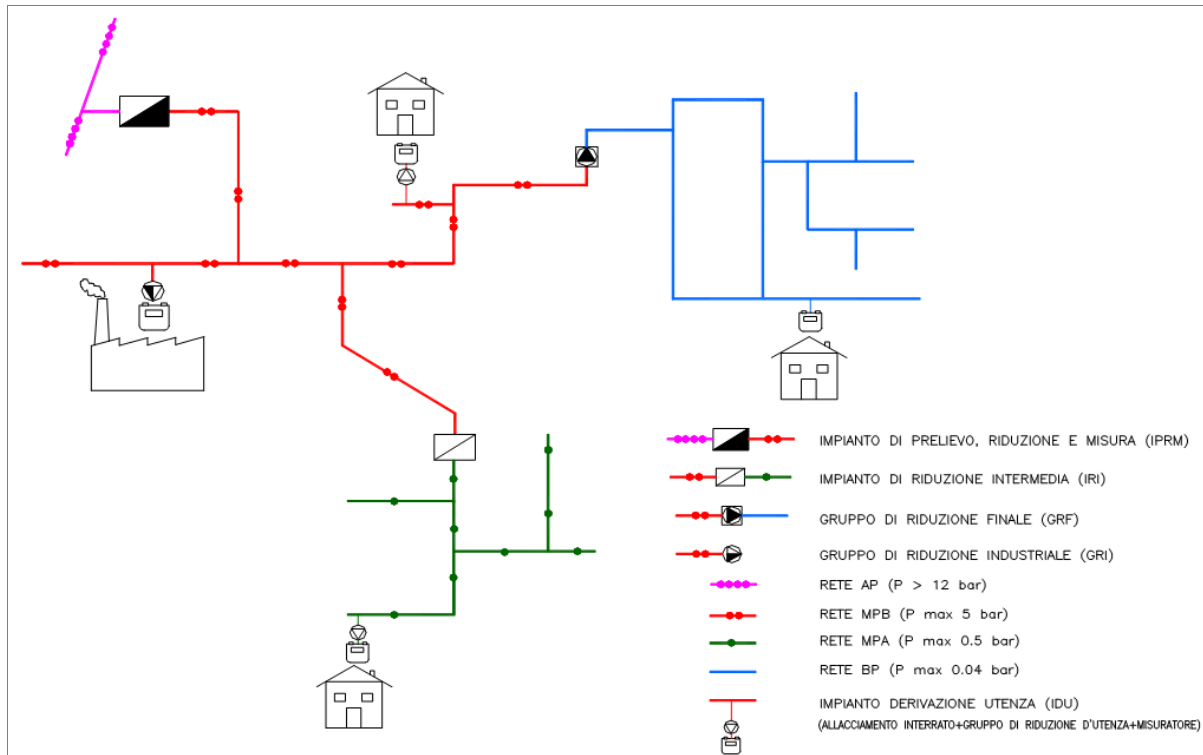 IMPIANTO DI PRELIEVO, RIDUZIONE E MISURA (IPRM)
IMPIANTO DI RIDUZIONE INTERMEDIA (IRI)
GRUPPO DI RIDUZIONE FINALE (GRF)
GRUPPO DI RIDUZIONE INDUSTRIALE (GRI)
RETE AP (P > 12 bar)
RETE MPB (P max 5 bar)
RETE MPA (P max 0.5 bar)
RETE BP (P max 0.04 bar)
IMPIANTO DERIVAZIONE UTENZA (IDU)
(ALLACCIAMENTO INTERRATO+GRUPPO DI RIDUZIONE D'UTENZA+MISURATORE)